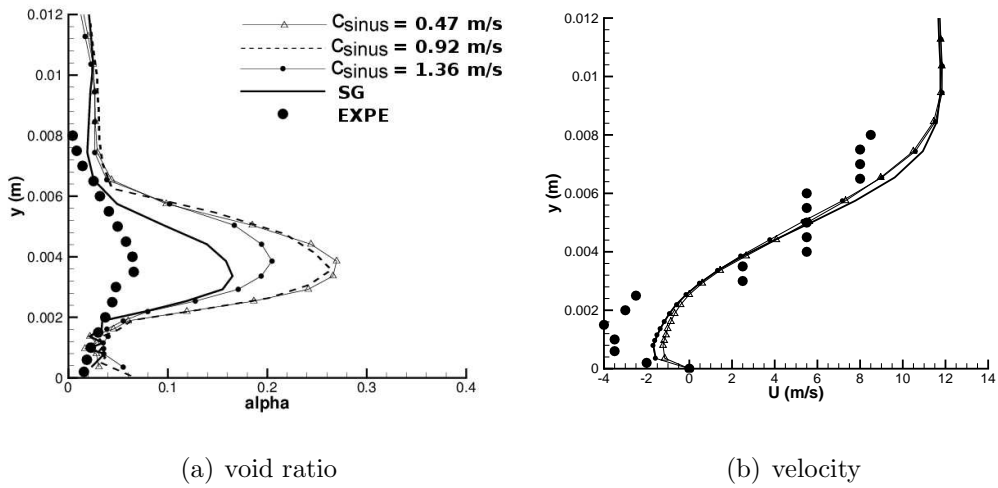 0.012
0.01
0.008
0.006
0.004
0.002
0
y (m)
0
0.1
0.2
0.3
0.4
alpha
Csinus = 0.47 m/s
Csinus = 0.92 m/s
Csinus = 1.36 m/s
SG
EXPE
(a) void ratio
0.012
0.01
0.008
0.006
0.004
0.002
0
y (m)
-4
-2
0
2
4
6
8
10
12
14
U (m/s)
(b) velocity